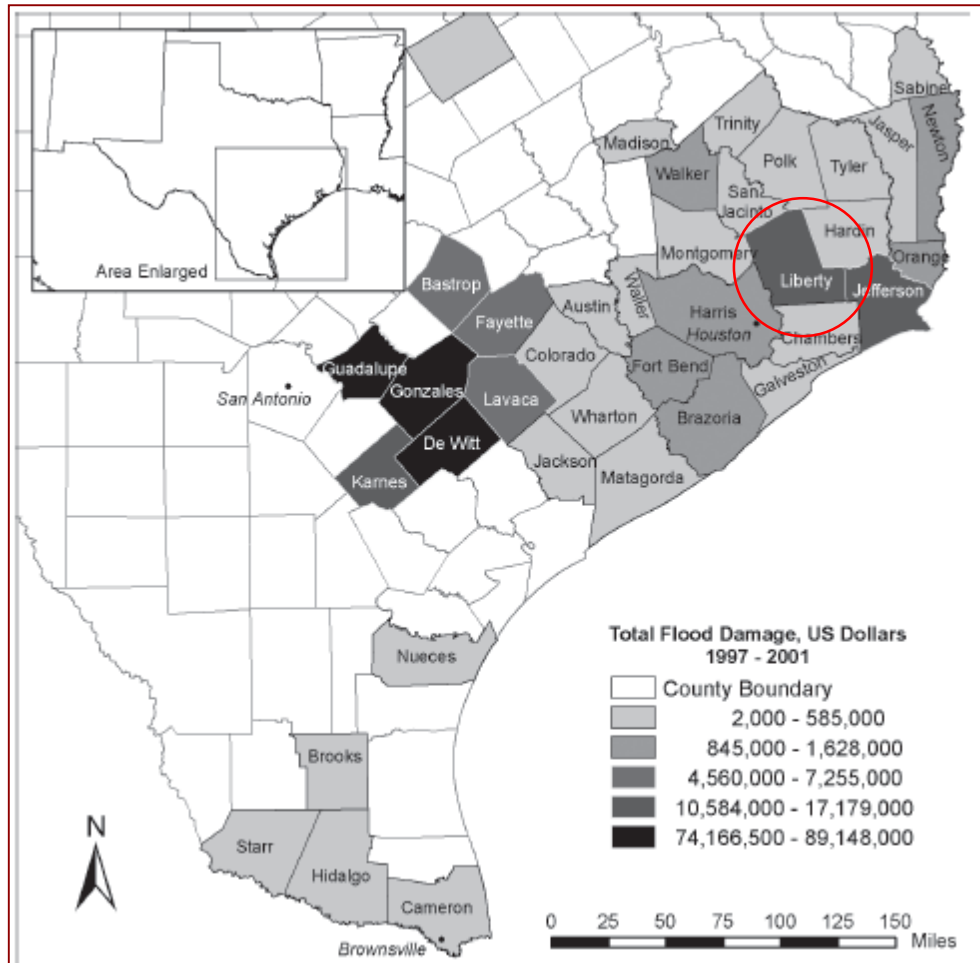 Area Enlarged
Sabine
Newton
Jasper
Trinity
Madison
Polk
Tyler
Walker
San
Jacinto
Hardin
Montgomery
Orange
Liberty
Jefferson
Bastrop
Waller
Austin
Harris
Houston
Chambers
Fayette
Colorado
Fort Bend
Galveston
Guadalupe
Gonzales
San Antonio
Lavaca
Wharton
Brazoria
De Witt
Jackson
Karnes
Matagorda
Total Flood Damage, US Dollars
1997 - 2001
Nueces
County Boundary
2,000 - 585,000
845,000 - 1,628,000
4,560,000 - 7,255,000
10,584,000 - 17,179,000
74,166,500 - 89,148,000
Brooks
N
Starr
Hidalgo
Cameron
Brownsville
0 25 50 75 100 125 150
Miles